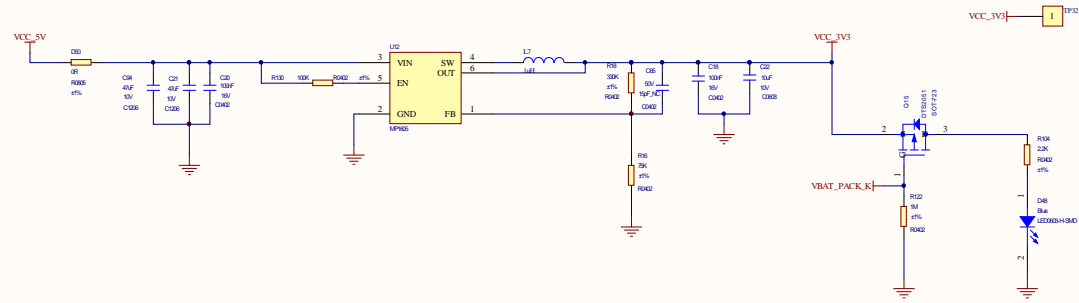 VCC_5V
D50
0R
R0805
±1%
C94
47uF
10V
C1206
C21
47uF
10V
C1206
C20
100nF
16V
C0402
R130
100K
R0402
±1%
U12
3
VIN
5
EN
2
GND
SW
4
OUT
6
FB
1
MP1605
L7
1uH
R18
330K
±1%
R0402
C65
50V
15pF_NC
C0402
R16
75K
±1%
R0402
C18
100nF
16V
C0402
C22
10uF
10V
C0603
VCC_3V3
VCC_3V3
1
TP32
Q15
DTS2051
SOT-723
2
3
G
1
VBAT_PACK_K
R122
1M
±1%
R0402
R104
2.2K
R0402
±1%
1
D48
Blue
LED0603-H-SMD
2